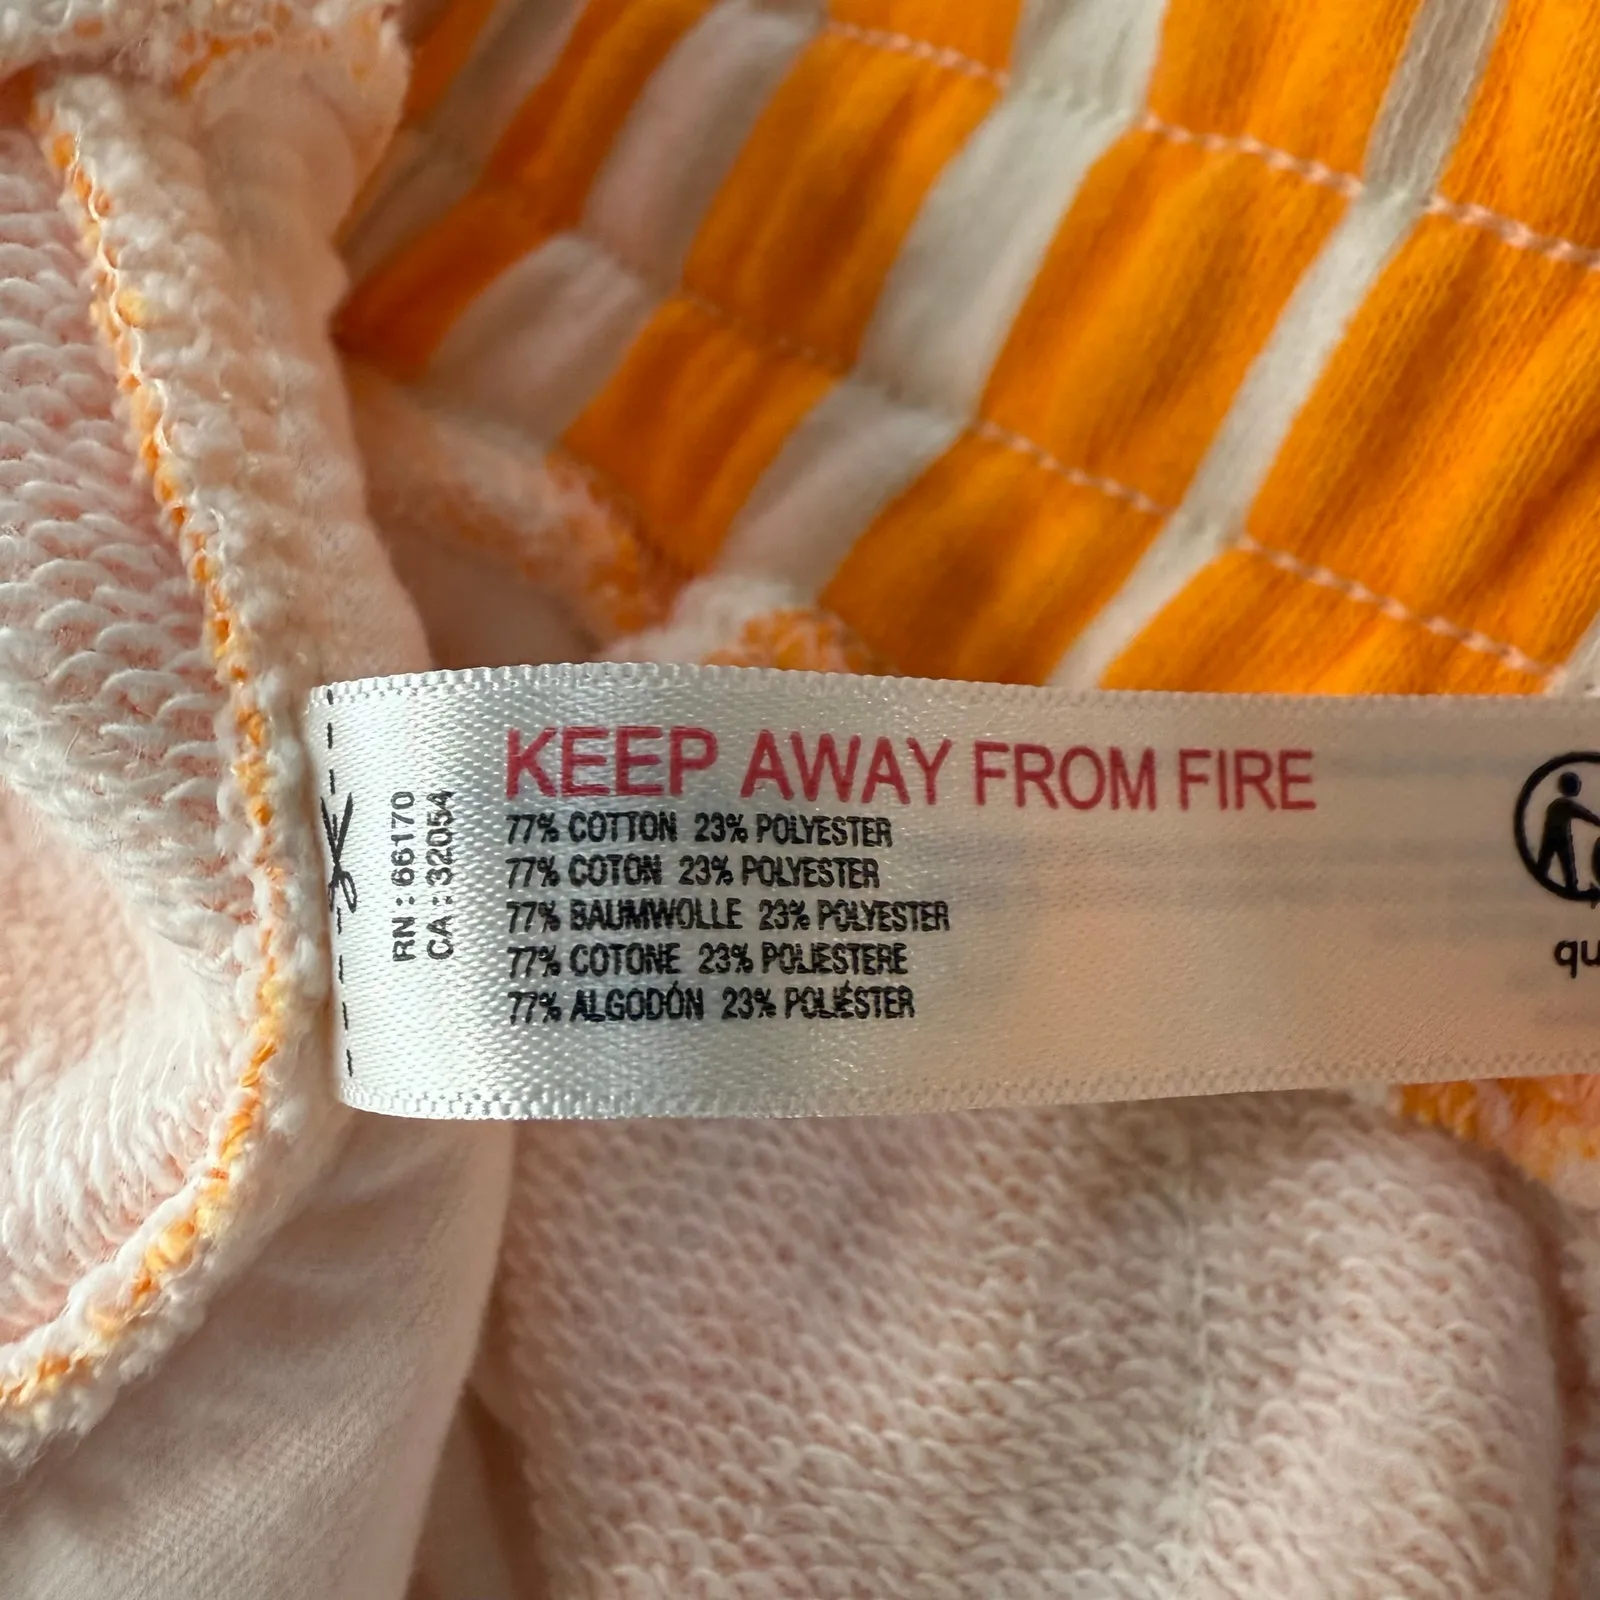 RN : 66170
CA : 32054
KEEP AWAY FROM FIRE
77% COTTON 23% POLYESTER
77% COTON 23% POLYESTER
77% BAUMWOLLE 23% POLYESTER
77% COTONE 23% POLIESTERE
77% ALGODÓN 23% POLIÉSTER
qu